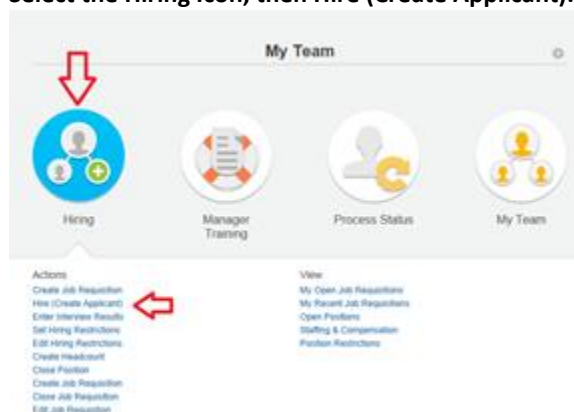 Select the Hiring Icon, then Hire (Create Applicant).
My Team
Hiring
Manager
Training
Process Status
My Team
Actions
Create Job Requisition
Hire (Create Applicant)
Enter Interview Results
Set Hiring Restrictions
Edit Hiring Restrictions
Create Headcount
Close Position
Create Job Requisition
Close Job Requisition
Edit Job Requisition
View
My Open Job Requisitions
My Recent Job Requisitions
Open Positions
Staffing & Compensation
Position Restrictions